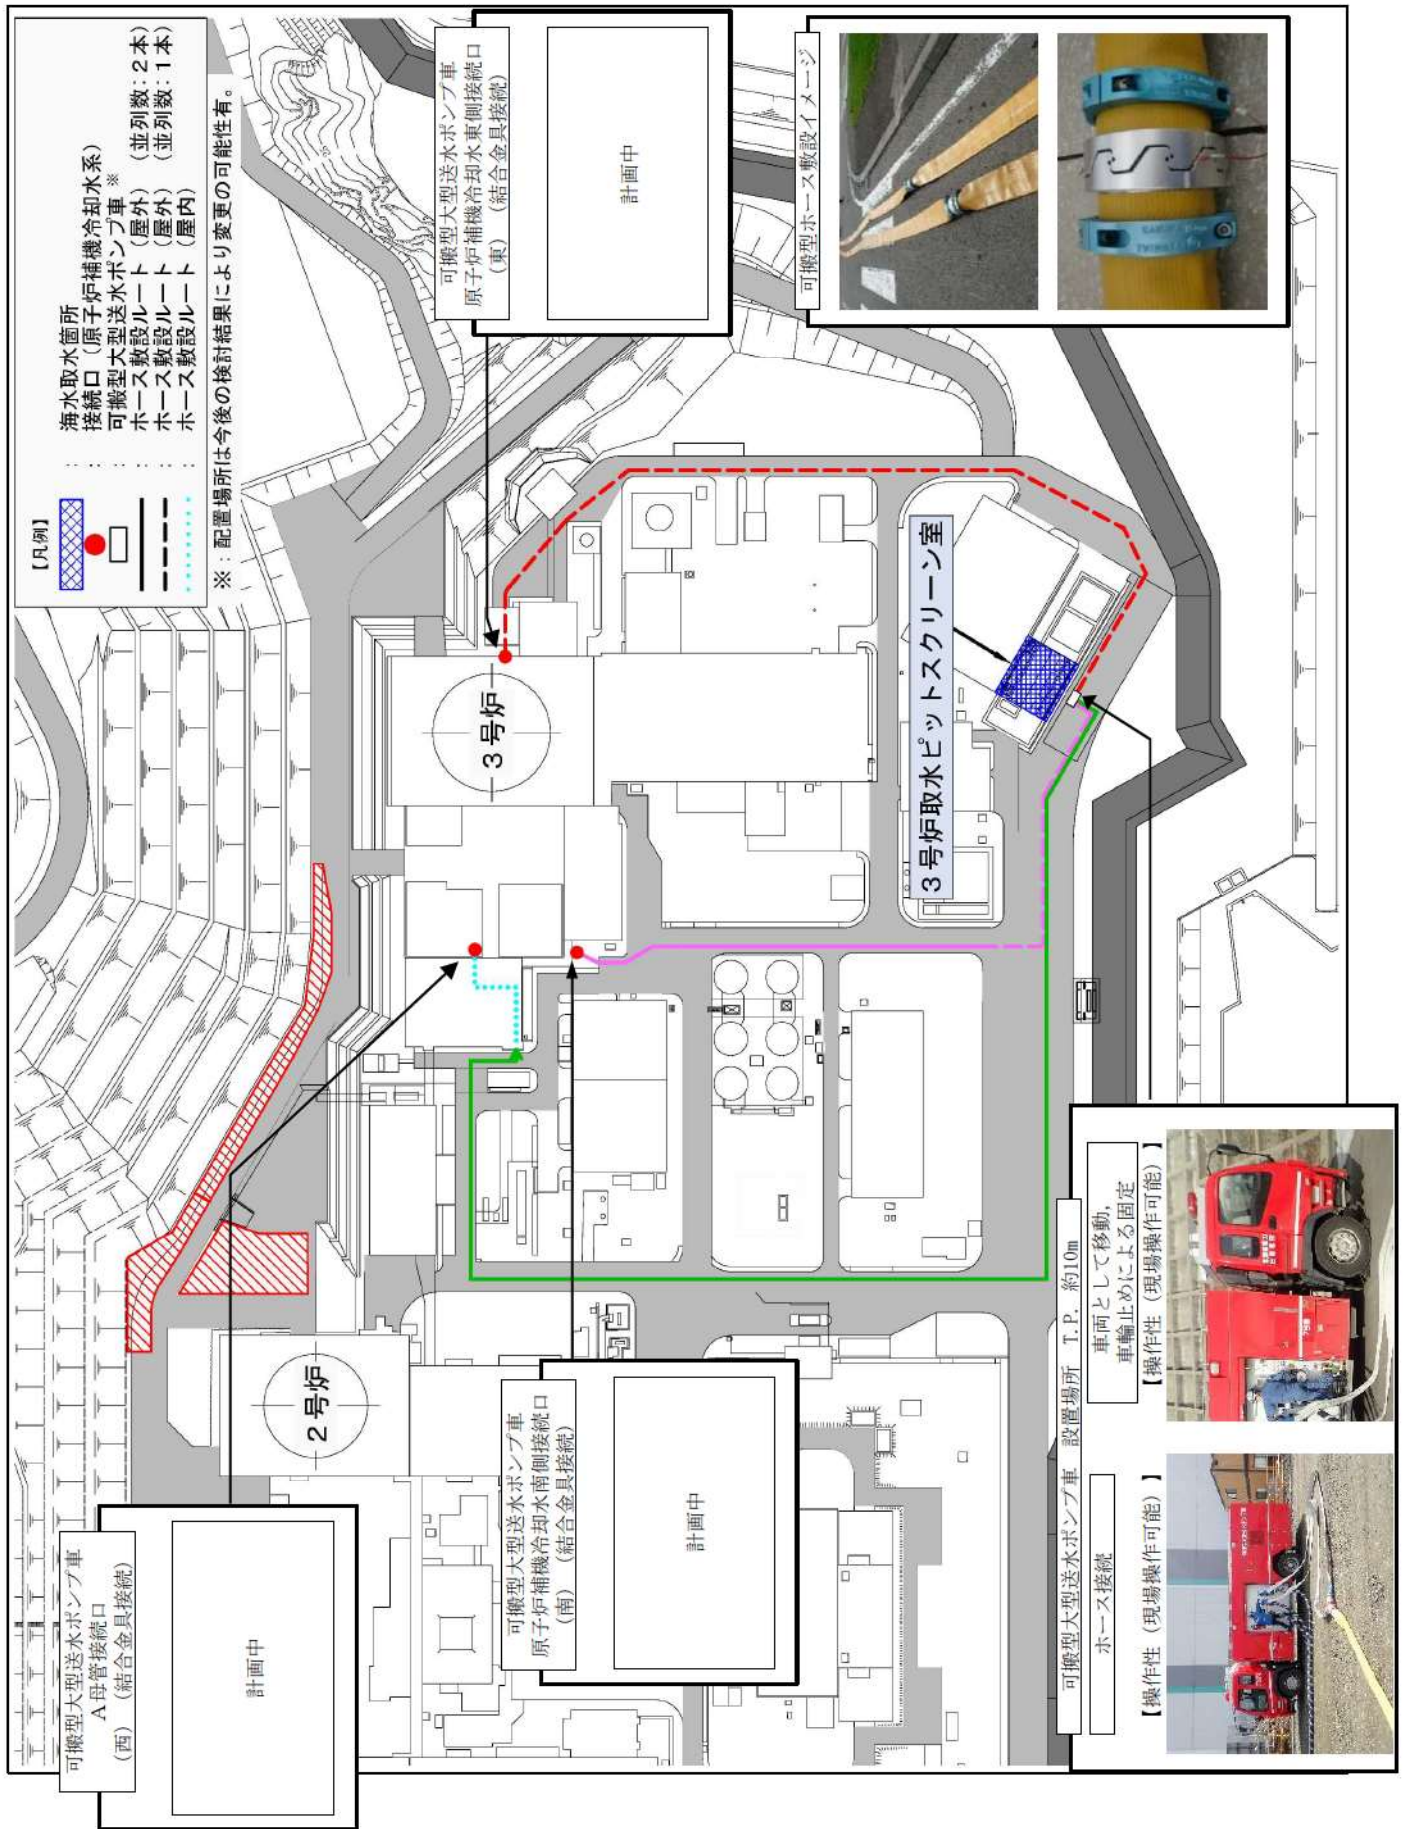 【凡例】
： 海水取水箇所
： 接続口（原子炉補機冷却水系）
： 可搬型大型送水ポンプ車※
： ホース敷設ルート（屋外）（並列数：２本）
： ホース敷設ルート（屋外）（並列数：１本）
： ホース敷設ルート（屋内）
※：配置場所は今後の検討結果により変更の可能性有。
可搬型大型送水ポンプ車
Ａ母管接続口
（西）（結合金具接続）
計画中
可搬型大型送水ポンプ車
原子炉補機冷却水東側接続口
（東）（結合金具接続）
計画中
２号炉
３号炉
可搬型大型送水ポンプ車
原子炉補機冷却水南側接続口
（南）（結合金具接続）
計画中
可搬型ホース敷設イメージ
３号炉取水ピットスクリーン室
可搬型大型送水ポンプ車 設置場所 T.P. 約10m
ホース接続
【操作性（現場操作可能）】
車両として移動，
車輪止めによる固定
【操作性（現場操作可能）】